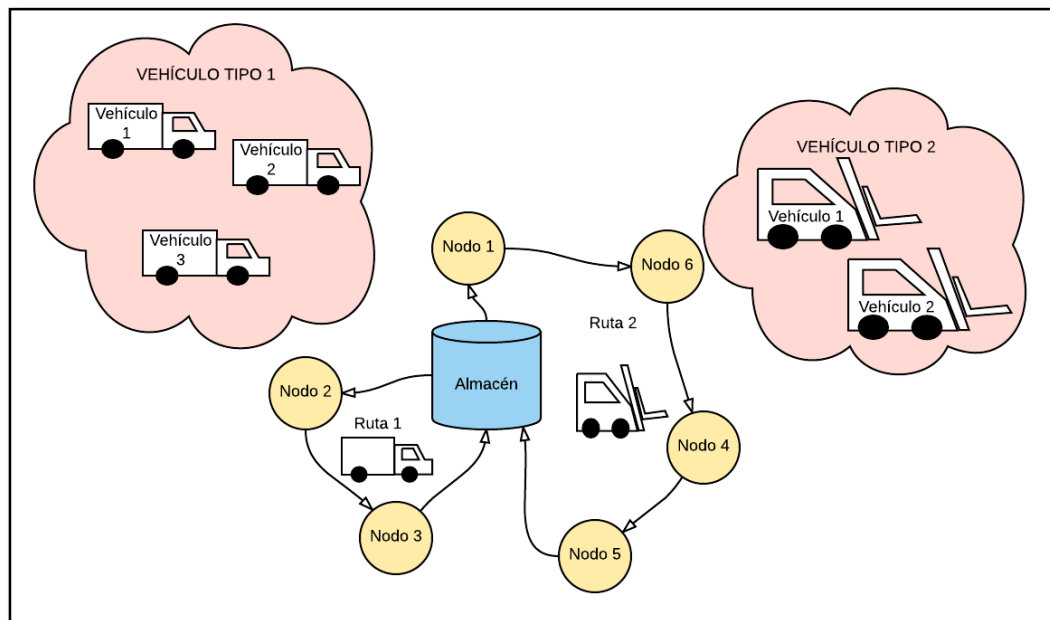 VEHÍCULO TIPO 1
Vehículo
1
Vehículo
2
Vehículo
3
VEHÍCULO TIPO 2
Vehículo 1
Vehículo 2
Nodo 1
Nodo 6
Ruta 2
Nodo 2
Almacén
Ruta 1
Nodo 4
Nodo 3
Nodo 5